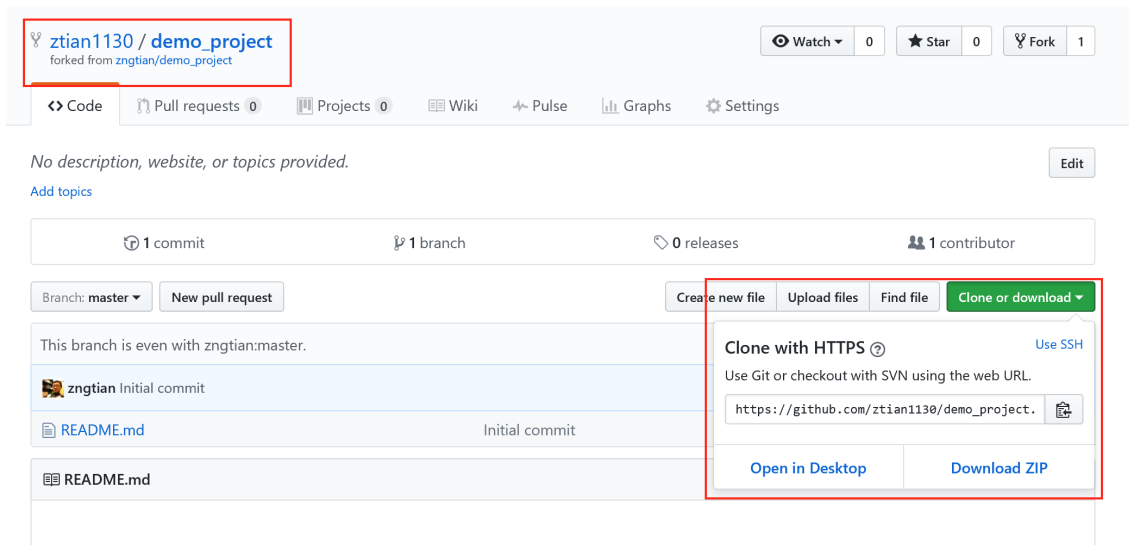 ztian1130 / demo_project
forked from zngtian/demo_project
Watch 0 Star 0 Fork 1
Code Pull requests 0 Projects 0 Wiki Pulse Graphs Settings
No description, website, or topics provided.
Edit
Add topics
1 commit 1 branch 0 releases 1 contributor
Branch: master New pull request Create new file Upload files Find file Clone or download
This branch is even with zngtian:master.
zngtian Initial commit
README.md Initial commit
README.md
Clone with HTTPS ? Use SSH
Use Git or checkout with SVN using the web URL.
https://github.com/ztian1130/demo_project.
Open in Desktop Download ZIP